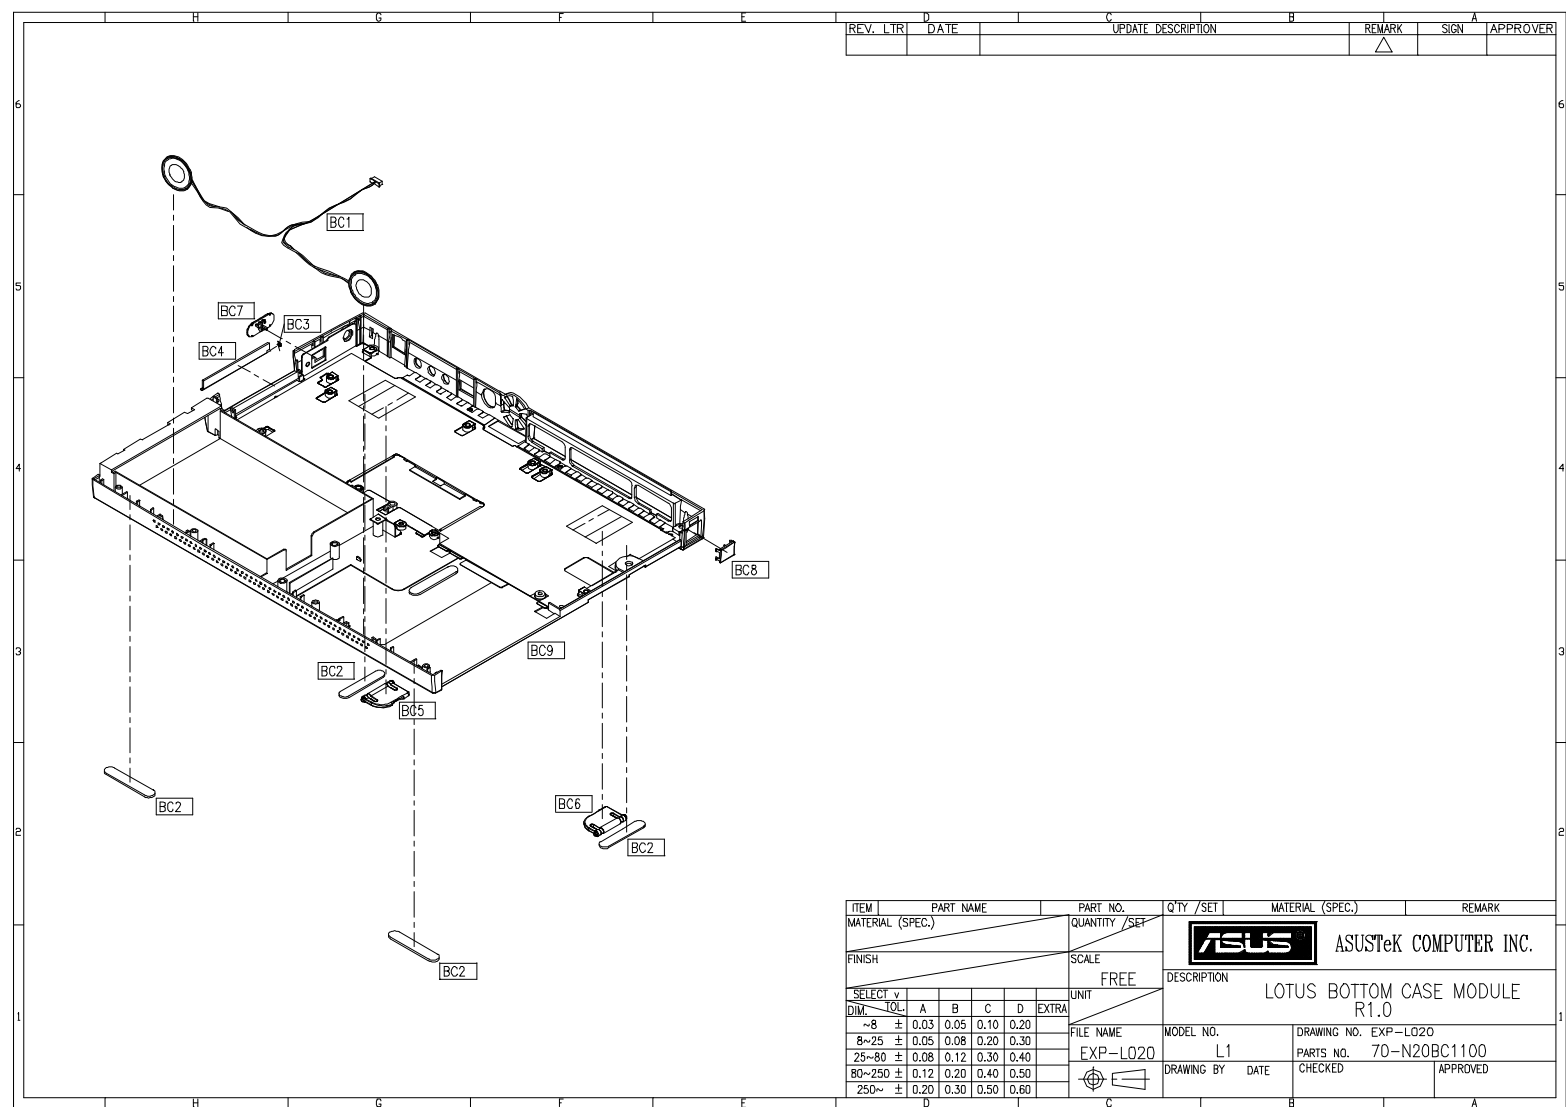 H G F E D C B A
REV. LTR DATE UPDATE DESCRIPTION REMARK SIGN APPROVER
6 6
BC1
5 5
BC7
BC3
BC4
4 4
BC8
BC9
3 3
BC2
BC5
BC6
BC2
2 2
BC2
BC2
ITEM PART NAME PART NO. Q'TY /SET MATERIAL (SPEC.) REMARK
MATERIAL (SPEC.) QUANTITY /SET
ASUS ® ASUSTeK COMPUTER INC.
FINISH SCALE
FREE
DESCRIPTION
LOTUS BOTTOM CASE MODULE
R1.0
SELECT v UNIT
DIM. TOL. A B C D EXTRA
1 1
~8 ± 0.03 0.05 0.10 0.20
8~25 ± 0.05 0.08 0.20 0.30
25~80 ± 0.08 0.12 0.30 0.40
80~250 ± 0.12 0.20 0.40 0.50
250~ ± 0.20 0.30 0.50 0.60
FILE NAME
EXP-L020
MODEL NO.
L1
DRAWING NO. EXP-L020
PARTS NO. 70-N20BC1100
DRAWING BY DATE CHECKED APPROVED
H G F E D C B A